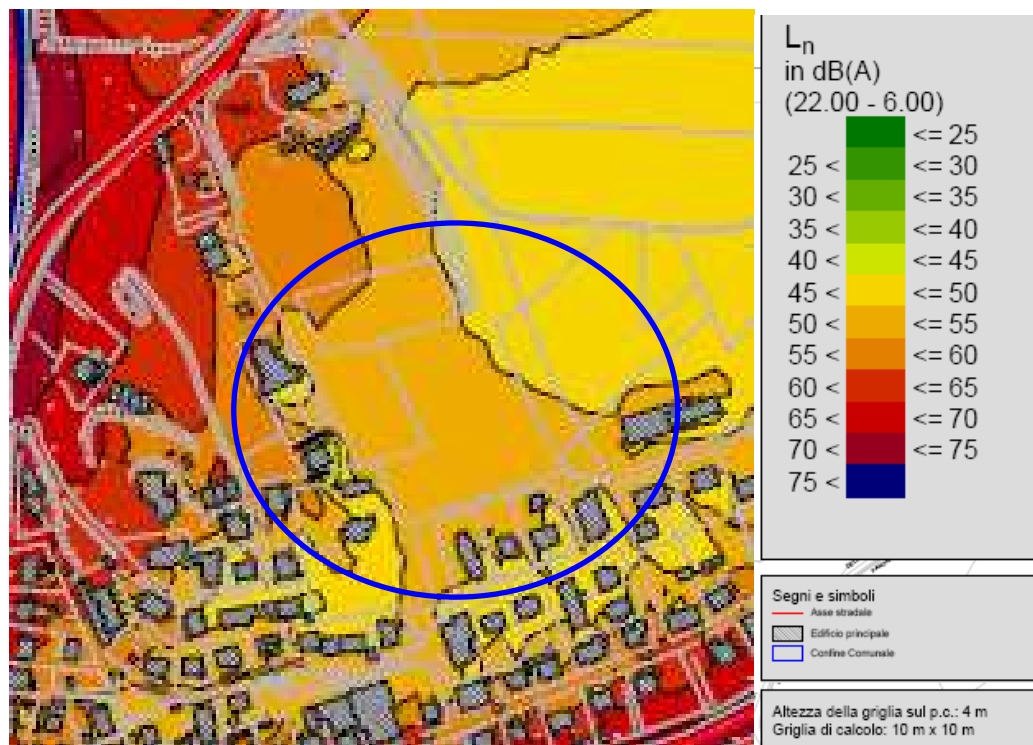 Ln
in dB(A)
(22.00 - 6.00)
<= 25
25 < <= 30
30 < <= 35
35 < <= 40
40 < <= 45
45 < <= 50
50 < <= 55
55 < <= 60
60 < <= 65
65 < <= 70
70 < <= 75
75 <
Segni e simboli
Asse stradale
Edificio principale
Confine Comunale
Altezza della griglia sul p.c.: 4 m
Griglia di calcolo: 10 m x 10 m